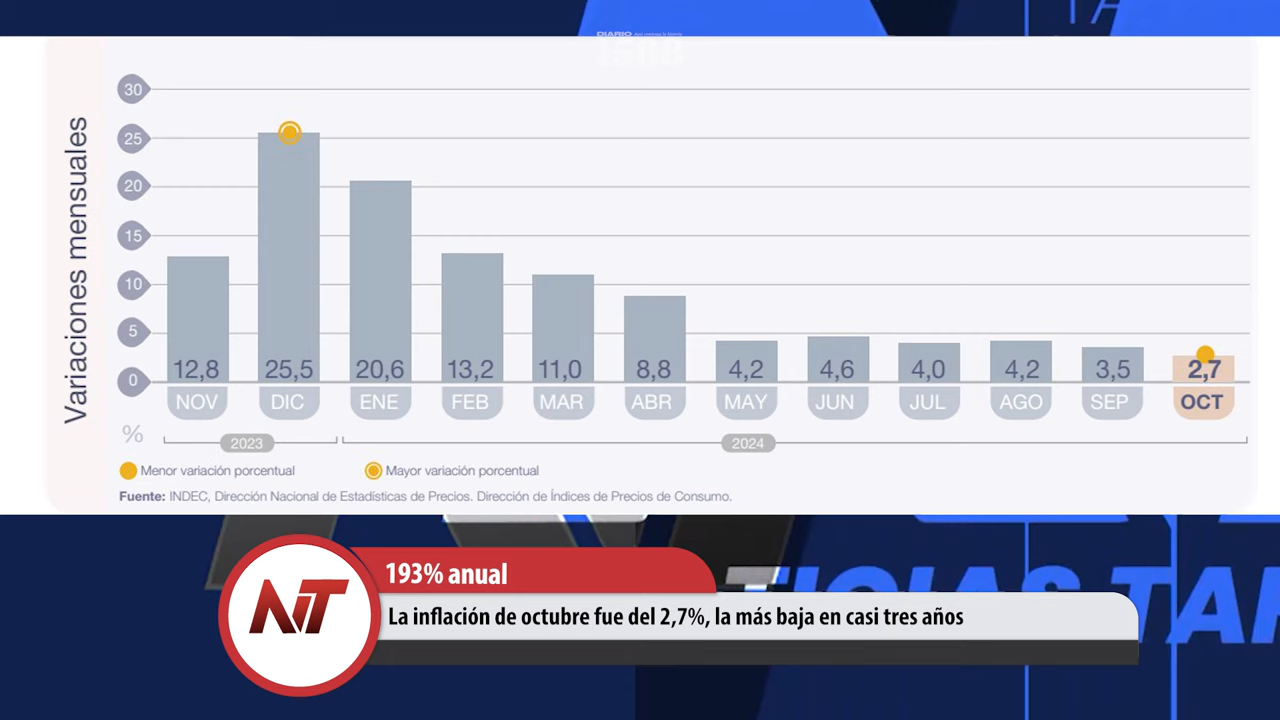 DIARIO
Variaciones mensuales
30
25
20
15
10
5
0
12,8 25,5 20,6 13,2 11,0 8,8 4,2 4,6 4,0 4,2 3,5 2,7
NOV DIC ENE FEB MAR ABR MAY JUN JUL AGO SEP OCT
%
2023 2024
Menor variación porcentual Mayor variación porcentual
Fuente: INDEC, Dirección Nacional de Estadísticas de Precios. Dirección de Índices de Precios de Consumo.
TICIAS TAR
NT
193% anual
La inflación de octubre fue del 2,7%, la más baja en casi tres años